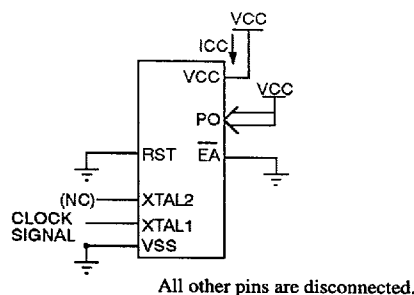 VCC
ICC
VCC
VCC
PO
RST
EA
(NC)
XTAL2
CLOCK
SIGNAL
XTAL1
VSS
All other pins are disconnected.